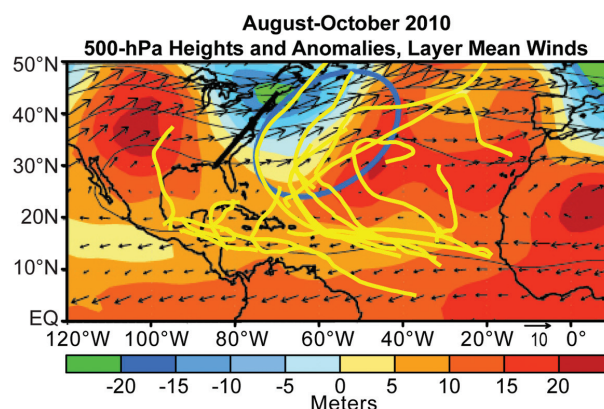 August-October 2010
500-hPa Heights and Anomalies, Layer Mean Winds
50°N
40°N
30°N
20°N
10°N
EQ
120°W 100°W 80°W 60°W 40°W 20°W 10 0°
-20 -15 -10 -5 0 5 10 15 20
Meters